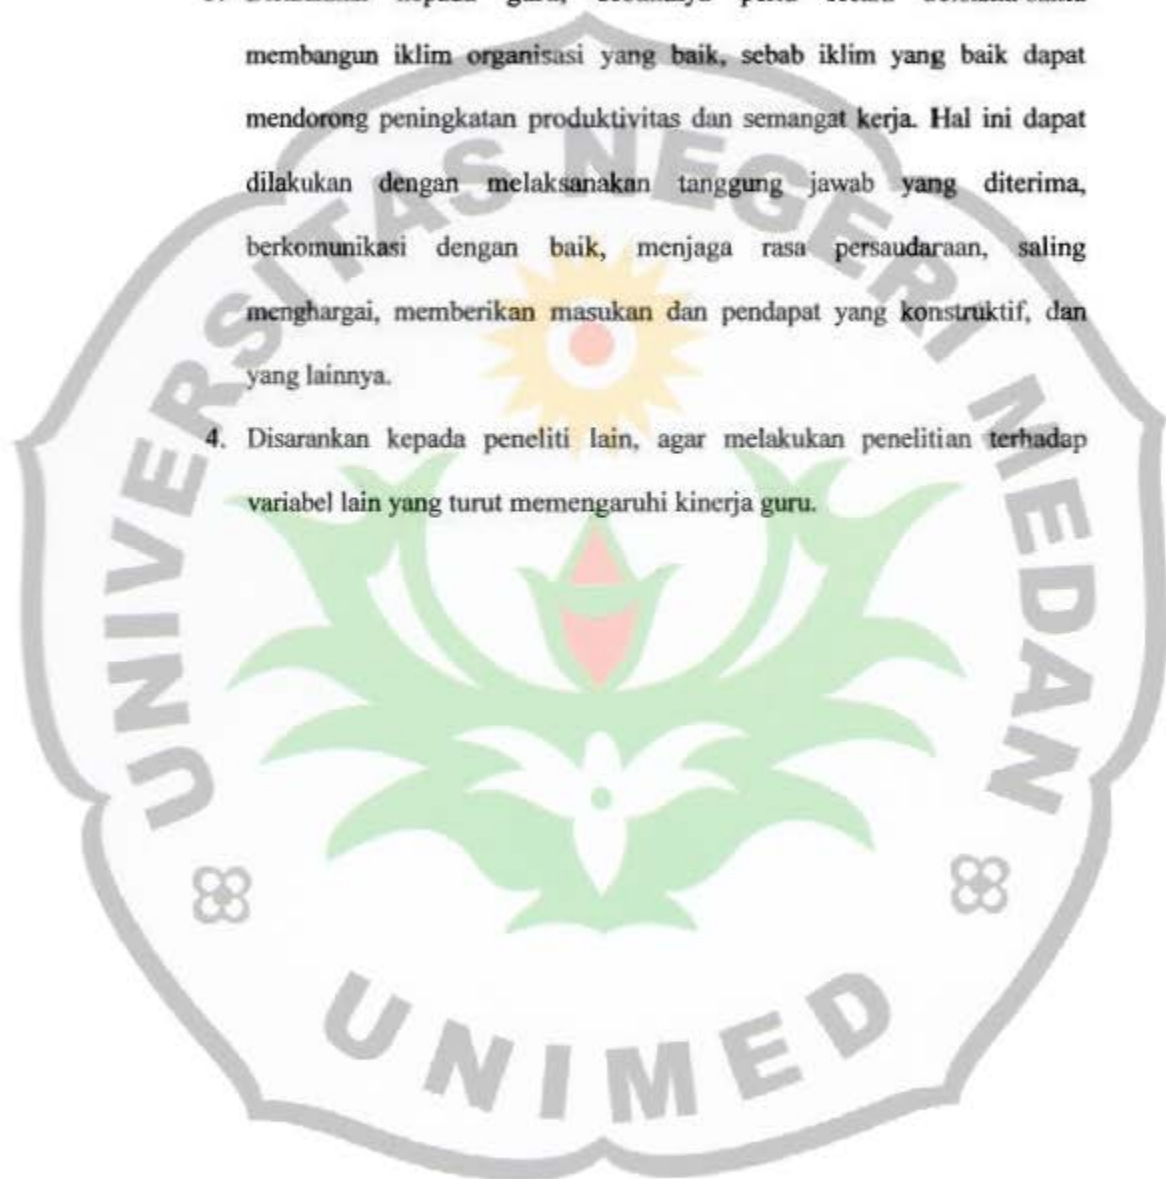 kepada guru,
membangun iklim organisasi yang baik, sebab iklim yang baik dapat
mendorong peningkatan produktivitas dan semangat kerja. Hal ini dapat
dilakukan dengan melaksanakan tanggung jawab yang diterima,
berkomunikasi dengan baik, menjaga rasa persaudaraan, saling
menghargai, memberikan masukan dan pendapat yang konstruktif, dan
yang lainnya.
4. Disarankan kepada peneliti lain, agar melakukan penelitian terhadap
variabel lain yang turut memengaruhi kinerja guru.
UNIVERSITAS NEGERI MEDAN
UNIMED